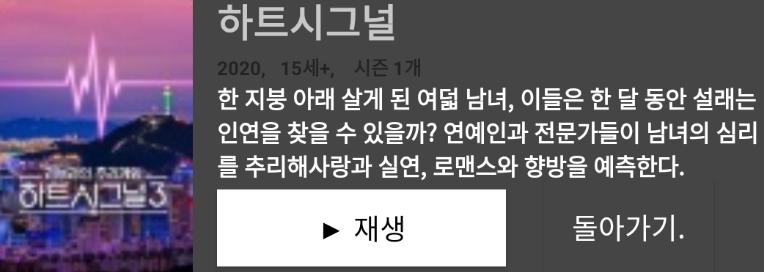 하트시그널
2020, 15세+, 시즌 1개
한 지붕 아래 살게 된 여덟 남녀, 이들은 한 달 동안 설레는
인연을 찾을 수 있을까? 연예인과 전문가들이 남녀의 심리
를 추리해사랑과 실연, 로맨스와 향방을 예측한다.
하트시그널3
► 재생
돌아가기.